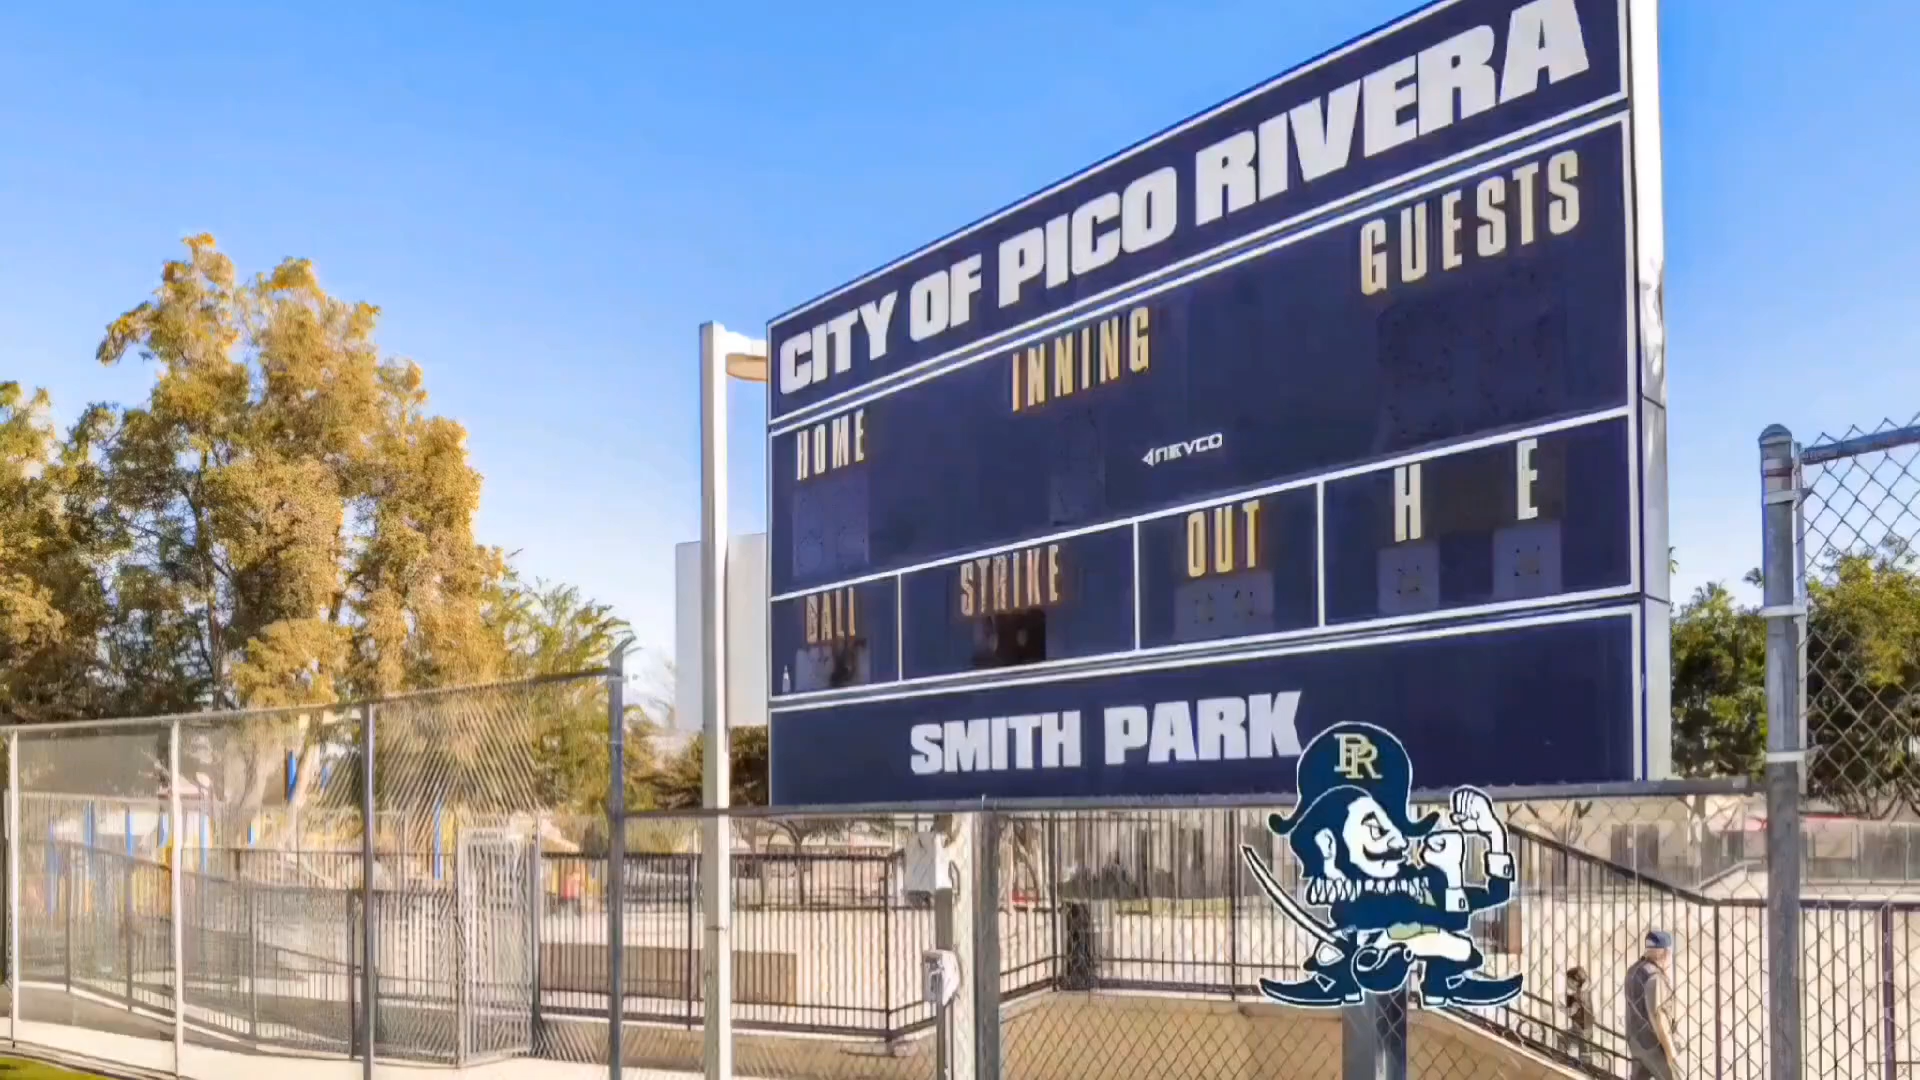 CITY OF PICO RIVERA
GUESTS
INNING
HOME
NEVCO
BALL
STRIKE
OUT
H
E
SMITH PARK
PR